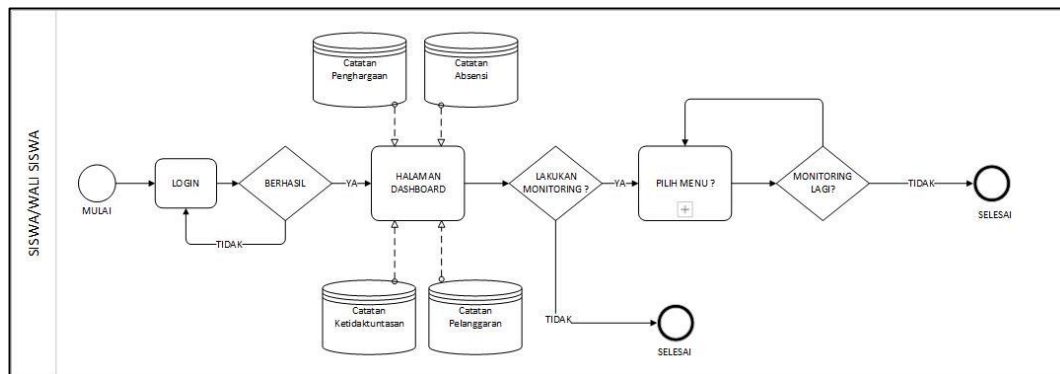 SISWA/WALI SISWA
MULAI
LOGIN
BERHASIL
TIDAK
YA
Catatan
Penghargaan
Catatan
Absensi
HALAMAN
DASHBOARD
Catatan
Ketidaktuntasan
Catatan
Pelanggaran
LAKUKAN
MONITORING ?
YA
TIDAK
SELESAI
PILIH MENU ?
MONITORING
LAGI?
TIDAK
SELESAI